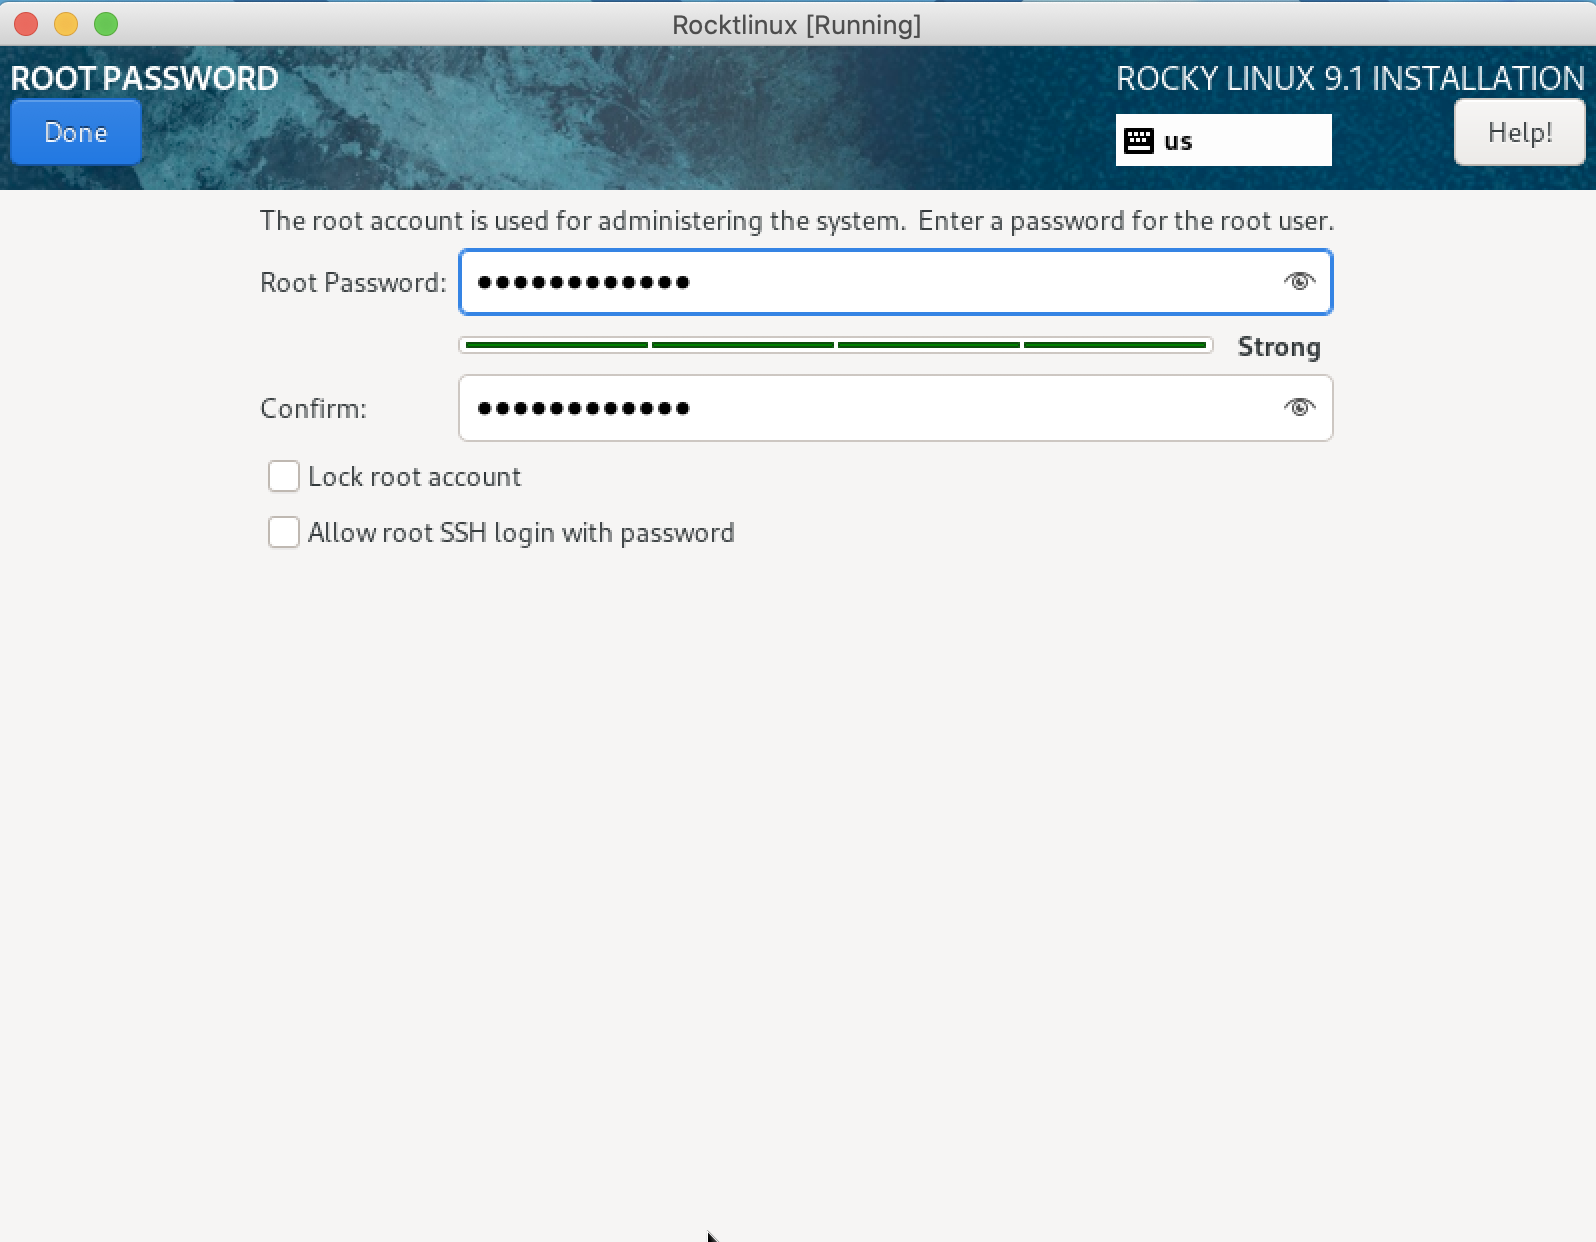 Rocktlinux [Running]
ROOT PASSWORD
ROCKY LINUX 9.1 INSTALLATION
Done
us
Help!
The root account is used for administering the system.  Enter a password for the root user.
Root Password: ●●●●●●●●●●●●
Strong
Confirm: ●●●●●●●●●●●●
Lock root account
Allow root SSH login with password